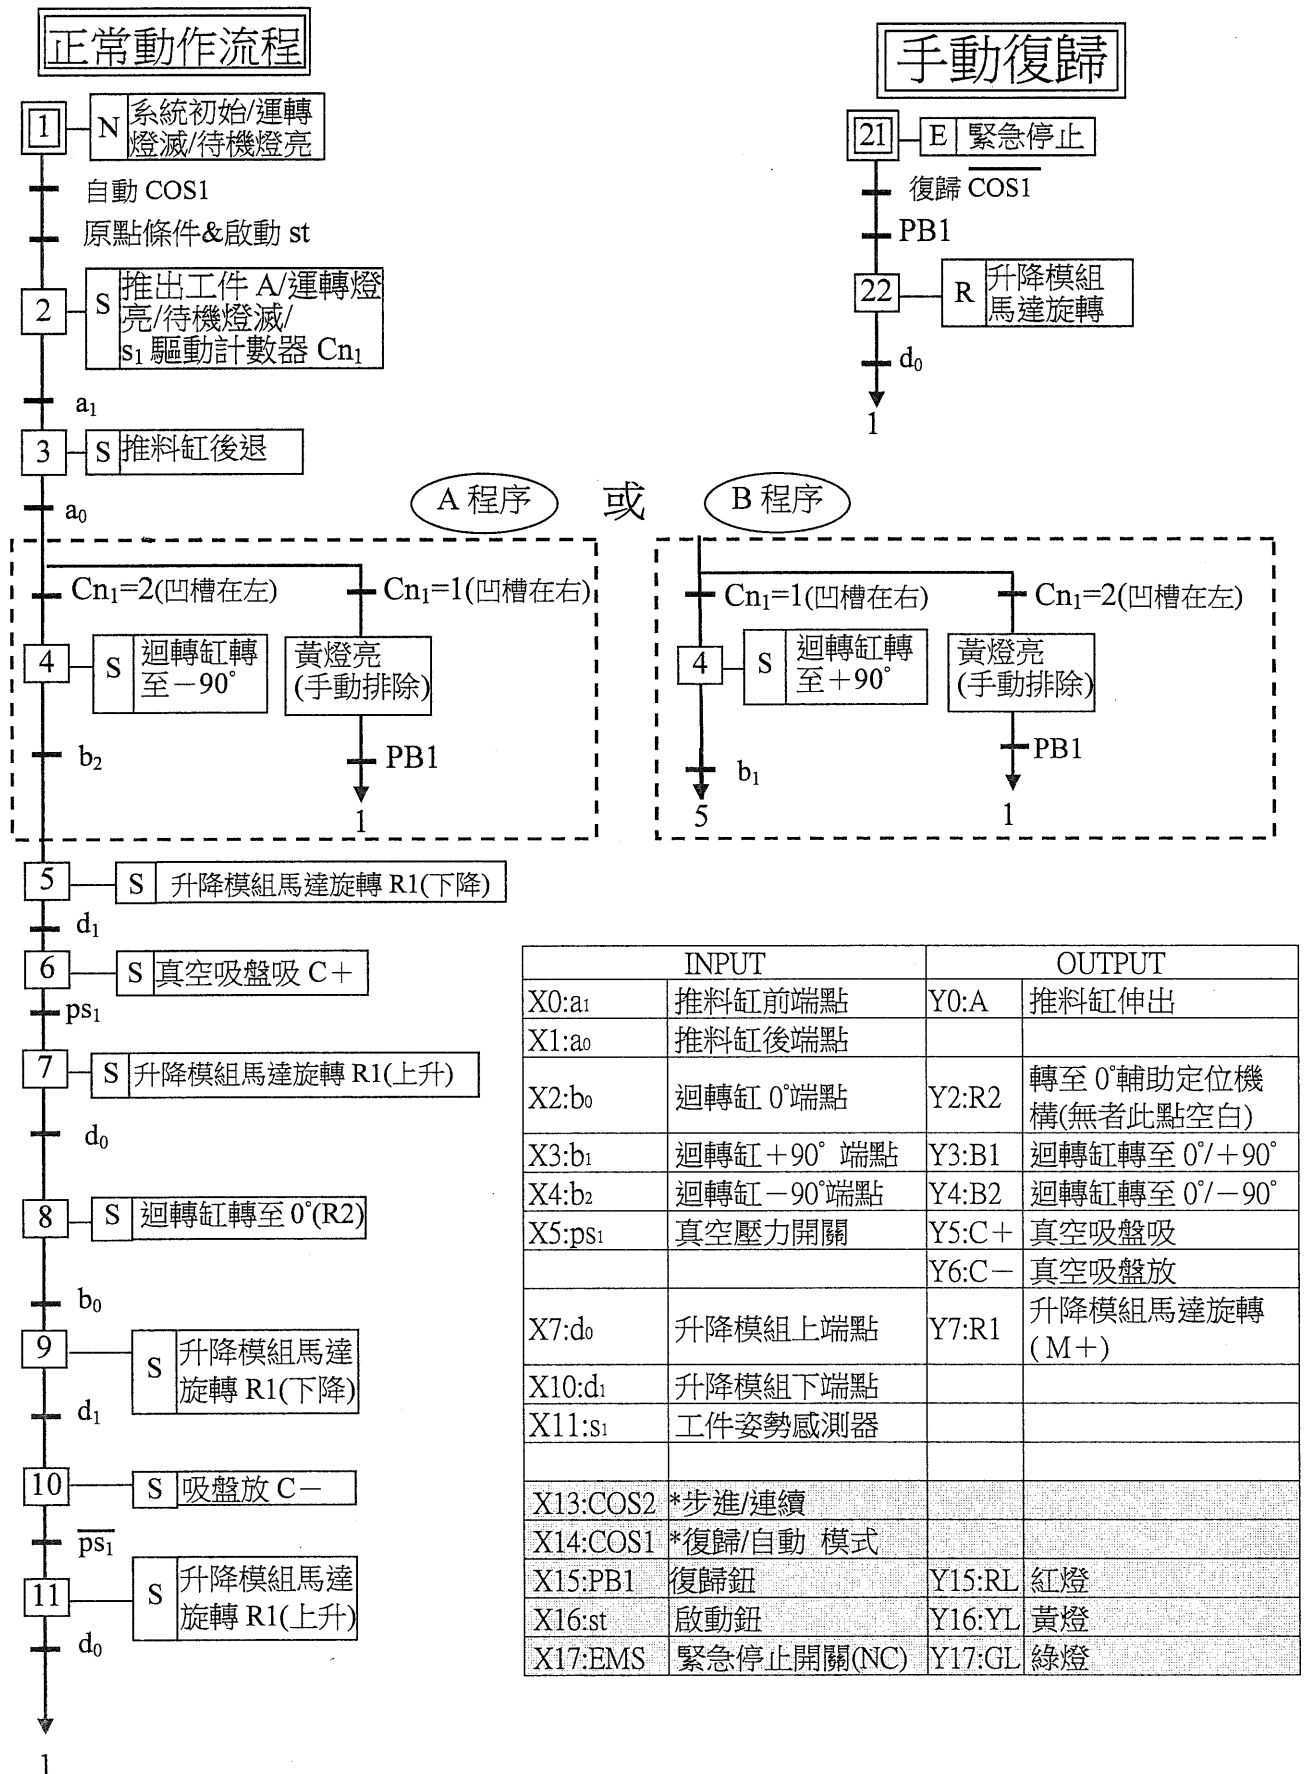 正常動作流程
1
N
系統初始/運轉
燈滅/待機燈亮
自動 COS1
原點條件&啟動 st
2
S
推出工件 A/運轉燈
亮/待機燈滅/
s1 驅動計數器 Cn1
a1
3
S
推料缸後退
a0
手動復歸
21
E
緊急停止
復歸 C̅O̅S̅1̅
PB1
22
R
升降模組
馬達旋轉
d0
1
A 程序
或
B 程序
Cn1=2(凹槽在左)
Cn1=1(凹槽在右)
4
S
迴轉缸轉
至－90°
黃燈亮
(手動排除)
b2
PB1
1
Cn1=1(凹槽在右)
Cn1=2(凹槽在左)
4
S
迴轉缸轉
至＋90°
黃燈亮
(手動排除)
b1
PB1
5
1
5
S
升降模組馬達旋轉 R1(下降)
d1
6
S
真空吸盤吸 C＋
ps1
7
S
升降模組馬達旋轉 R1(上升)
d0
8
S
迴轉缸轉至 0°(R2)
b0
9
S
升降模組馬達
旋轉 R1(下降)
d1
10
S
吸盤放 C－
p̅s̅1̅
11
S
升降模組馬達
旋轉 R1(上升)
d0
1
INPUT OUTPUT
X0:a1 推料缸前端點 Y0:A 推料缸伸出
X1:a0 推料缸後端點
X2:b0 迴轉缸 0°端點 Y2:R2 轉至 0°輔助定位機
構(無者此點空白)
X3:b1 迴轉缸＋90° 端點 Y3:B1 迴轉缸轉至 0°/＋90°
X4:b2 迴轉缸－90°端點 Y4:B2 迴轉缸轉至 0°/－90°
X5:ps1 真空壓力開關 Y5:C＋ 真空吸盤吸
Y6:C－ 真空吸盤放
X7:d0 升降模組上端點 Y7:R1 升降模組馬達旋轉
(M＋)
X10:d1 升降模組下端點
X11:s1 工件姿勢感測器
X13:COS2 *步進/連續
X14:COS1 *復歸/自動 模式
X15:PB1 復歸鈕 Y15:RL 紅燈
X16:st 啟動鈕 Y16:YL 黃燈
X17:EMS 緊急停止開關(NC) Y17:GL 綠燈